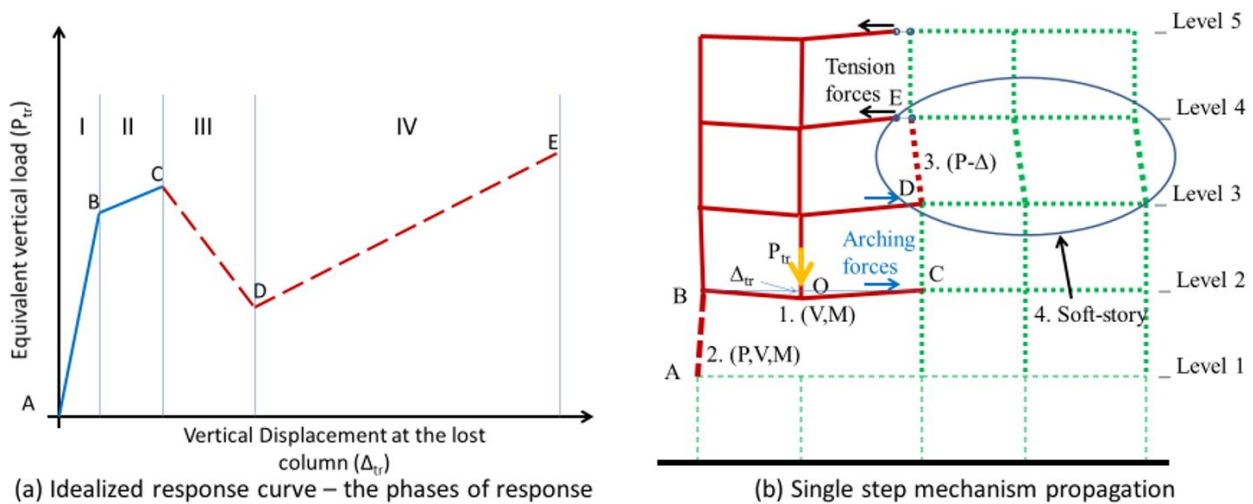 Equivalent vertical load (Ptr)
I
II
III
IV
A
B
C
D
E
Vertical Displacement at the lost
column (Δtr)
(a) Idealized response curve – the phases of response
Level 5
Tension
forces
E
Level 4
3. (P-Δ)
D
Level 3
Ptr
Arching
forces
Δtr
O
C
B
Level 2
1. (V,M)
4. Soft-story
2. (P,V,M)
A
Level 1
(b) Single step mechanism propagation